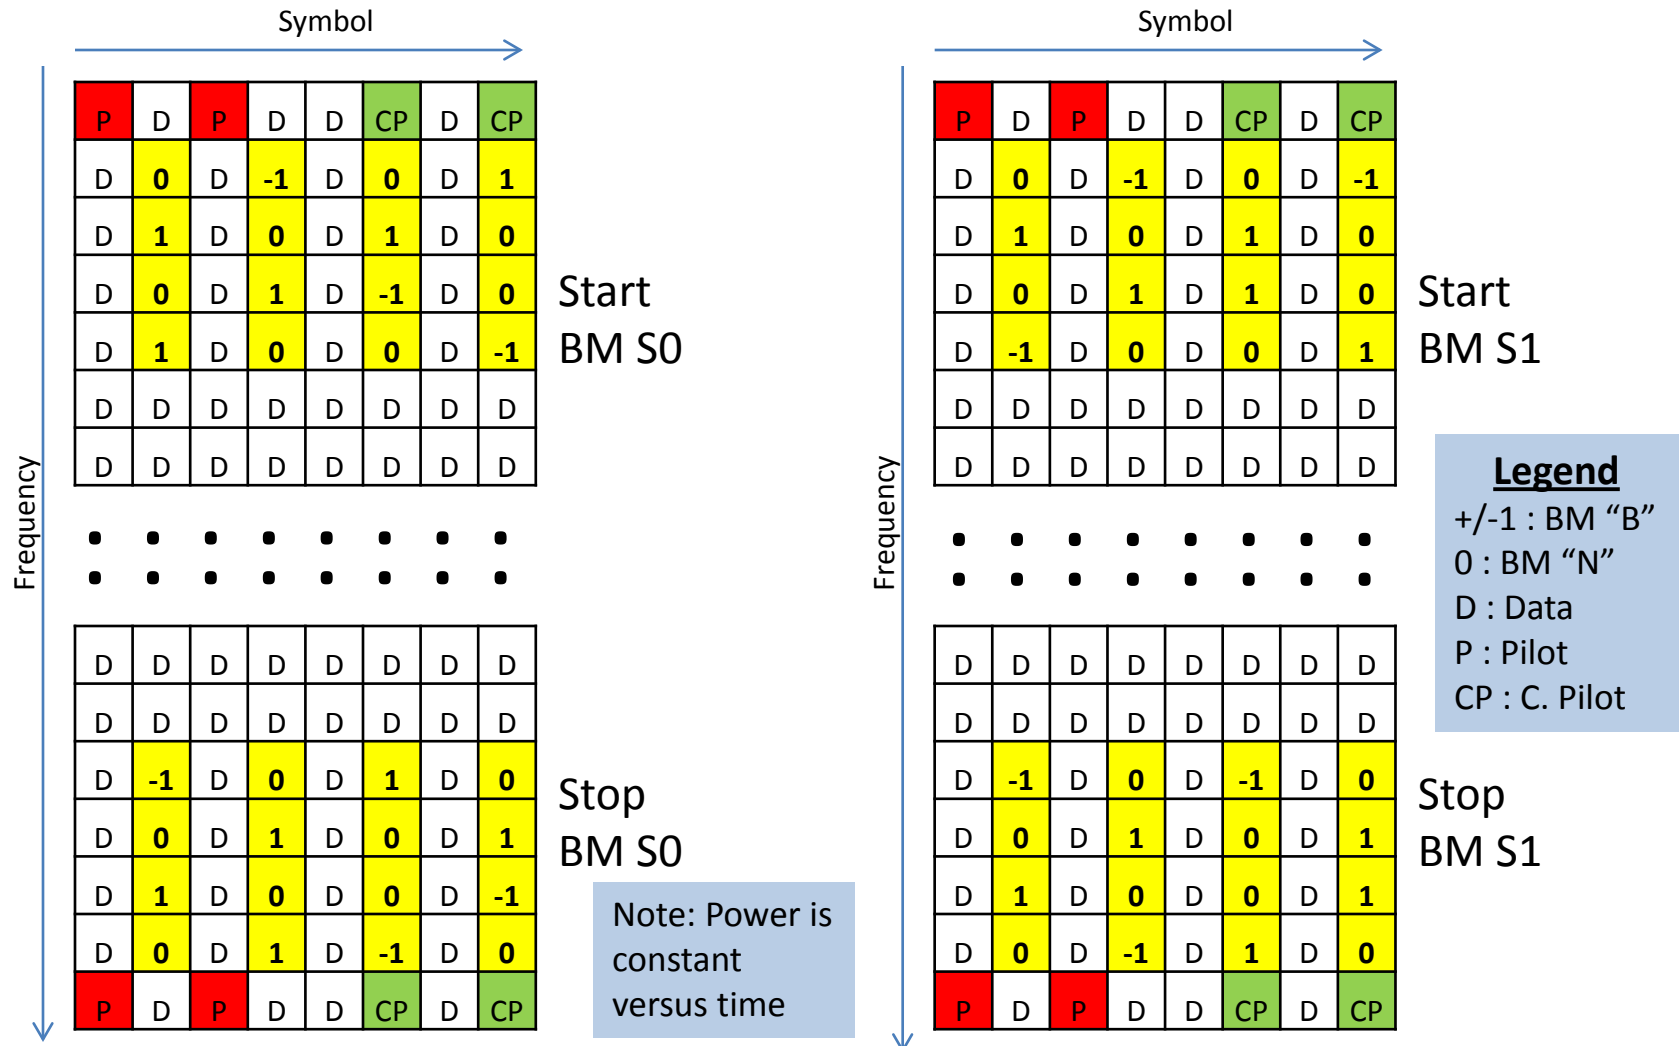 Symbol
P D P D D CP D CP
D 0 D -1 D 0 D 1
D 1 D 0 D 1 D 0
D 0 D 1 D -1 D 0
D 1 D 0 D 0 D -1
D D D D D D D D
D D D D D D D D
Start
BM S0
Frequency
D D D D D D D D
D D D D D D D D
D -1 D 0 D 1 D 0
D 0 D 1 D 0 D 1
D 1 D 0 D 0 D -1
D 0 D 1 D -1 D 0
P D P D D CP D CP
Stop
BM S0
Note: Power is
constant
versus time
Symbol
P D P D D CP D CP
D 0 D -1 D 0 D -1
D 1 D 0 D 1 D 0
D 0 D 1 D 1 D 0
D -1 D 0 D 0 D 1
D D D D D D D D
D D D D D D D D
Start
BM S1
Frequency
D D D D D D D D
D D D D D D D D
D -1 D 0 D -1 D 0
D 0 D 1 D 0 D 1
D 1 D 0 D 0 D 1
D 0 D -1 D 1 D 0
P D P D D CP D CP
Stop
BM S1
Legend
+/-1 : BM “B”
0 : BM “N”
D : Data
P : Pilot
CP : C. Pilot